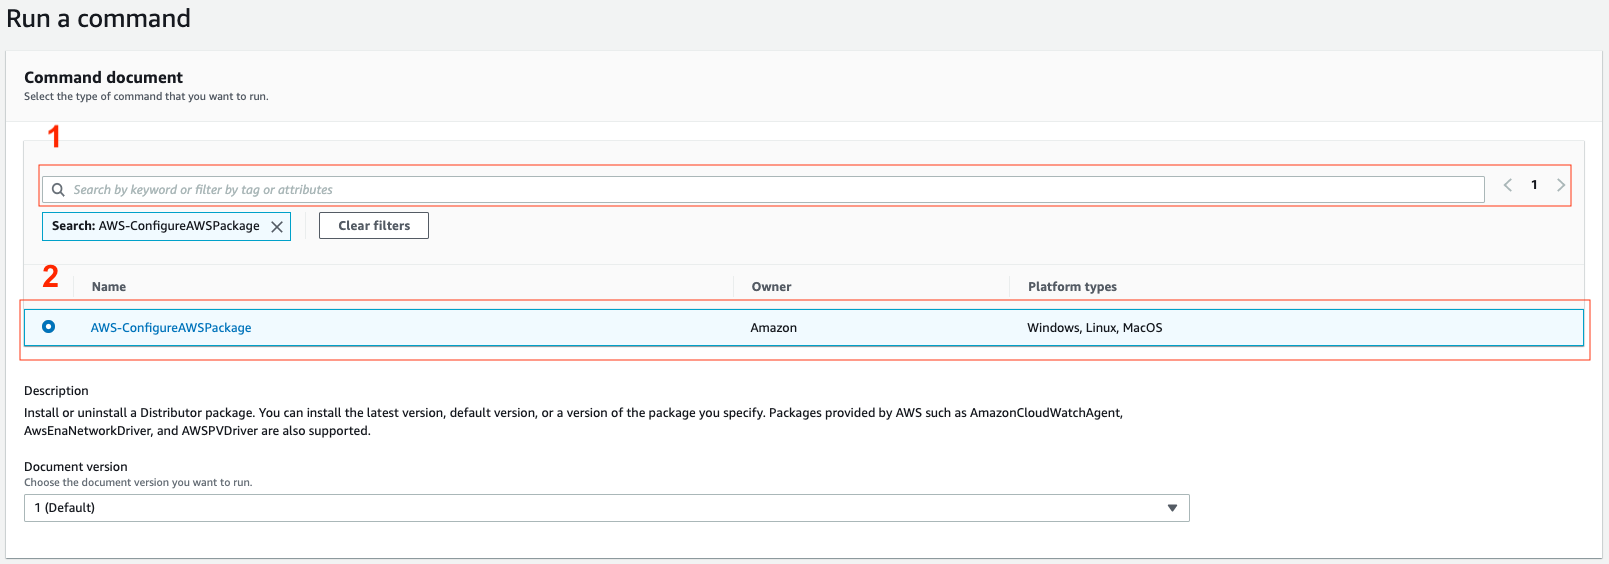 Run a command
Command document
Select the type of command that you want to run.
1
Search by keyword or filter by tag or attributes
1
Search: AWS-ConfigureAWSPackage
Clear filters
2
Name Owner Platform types
AWS-ConfigureAWSPackage Amazon Windows, Linux, MacOS
Description
Install or uninstall a Distributor package. You can install the latest version, default version, or a version of the package you specify. Packages provided by AWS such as AmazonCloudWatchAgent,
AwsEnaNetworkDriver, and AWSPVDriver are also supported.
Document version
Choose the document version you want to run.
1 (Default)